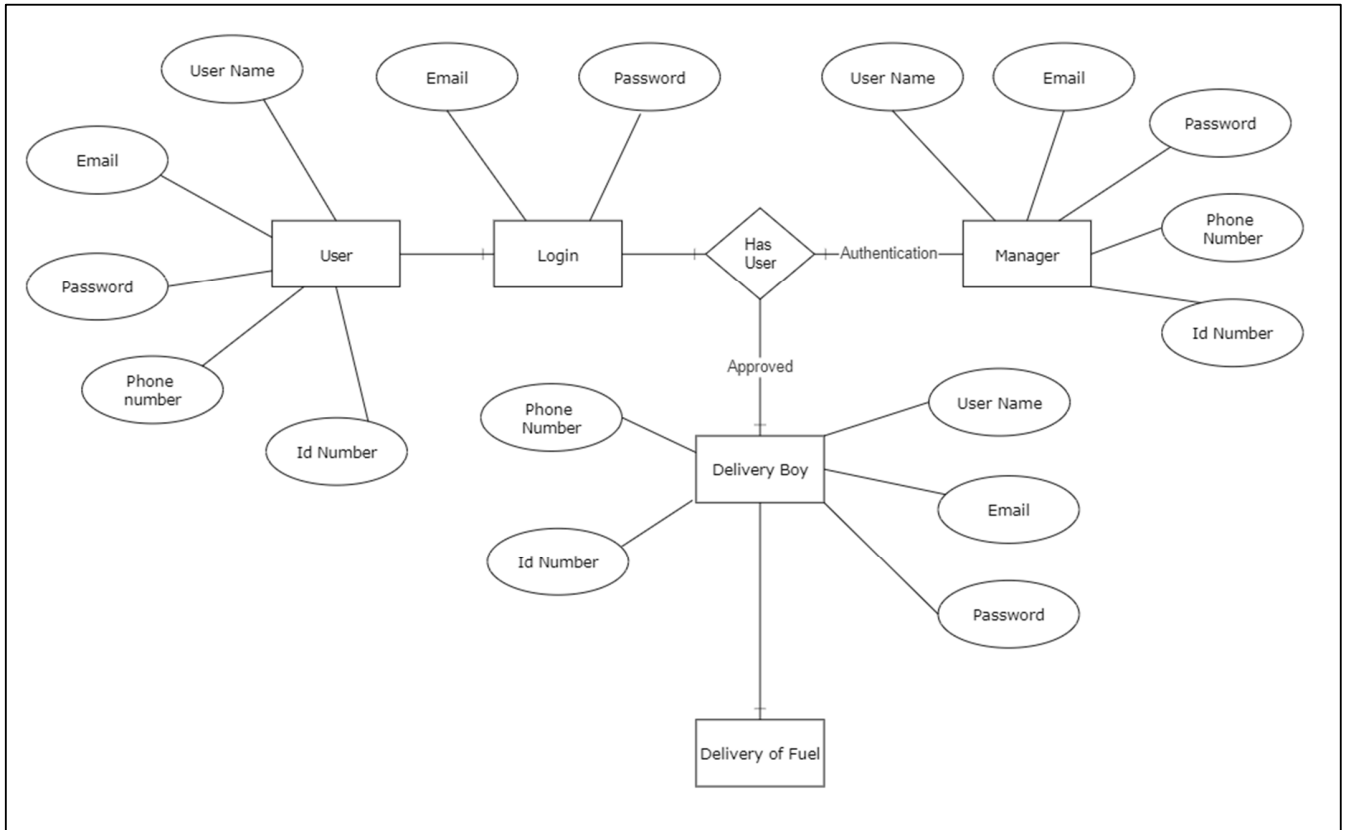 User Name
Email
Password
User Name
Email
Password
Email
Phone
Number
Password
User
Login
Has
User
Authentication
Manager
Id Number
Phone
number
Id Number
Approved
Phone
Number
User Name
Delivery Boy
Email
Id Number
Password
Delivery of Fuel